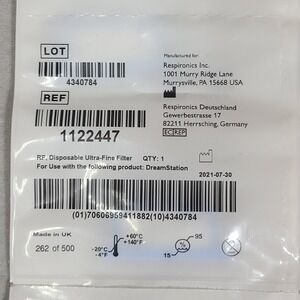 LOT
4340784
REF
1122447
RF, Disposable Ultra-Fine Filter QTY: 1
For Use with the following product: DreamStation
Manufactured for:
Respironics Inc.
1001 Murry Ridge Lane
Murrysville, PA 15668 USA
Respironics Deutschland
Gewerbestrasse 17
82211 Herrsching, Germany
EC REP
2021-07-30
(01)70606959411882(10)4340784
Made in UK
262 of 500
-20°C
-4°F
+60°C
+140°F
15
95